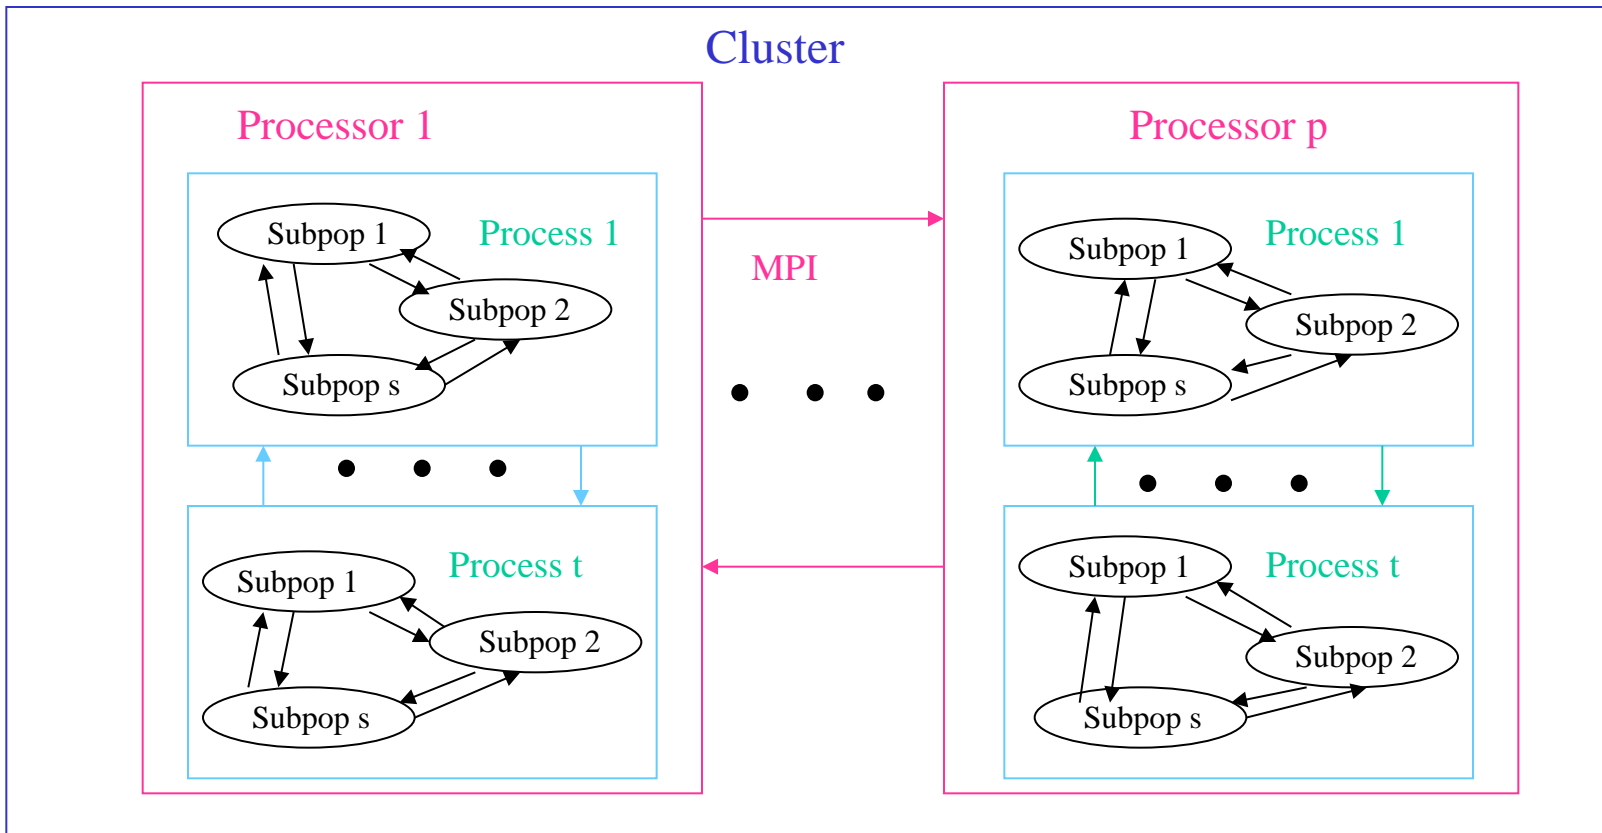 Cluster
Processor 1
Subpop 1
Process 1
Subpop 2
Subpop s
Process t
Subpop 1
Subpop 2
Subpop s
MPI
Processor p
Subpop 1
Process 1
Subpop 2
Subpop s
Subpop 1
Process t
Subpop 2
Subpop s